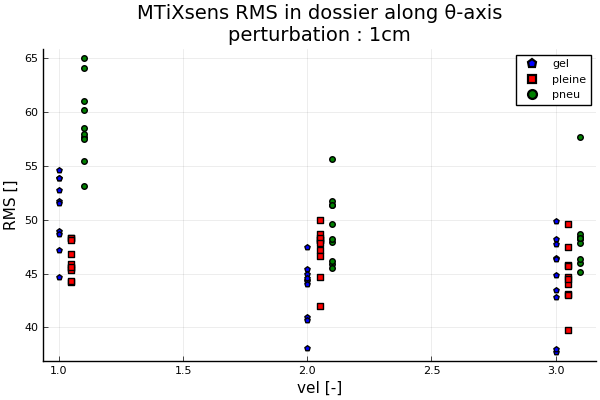 MTiXsens RMS in dossier along θ-axis
perturbation : 1cm
gel
pleine
pneu
65
60
55
50
45
40
RMS []
1.0 1.5 2.0 2.5 3.0
vel [-]